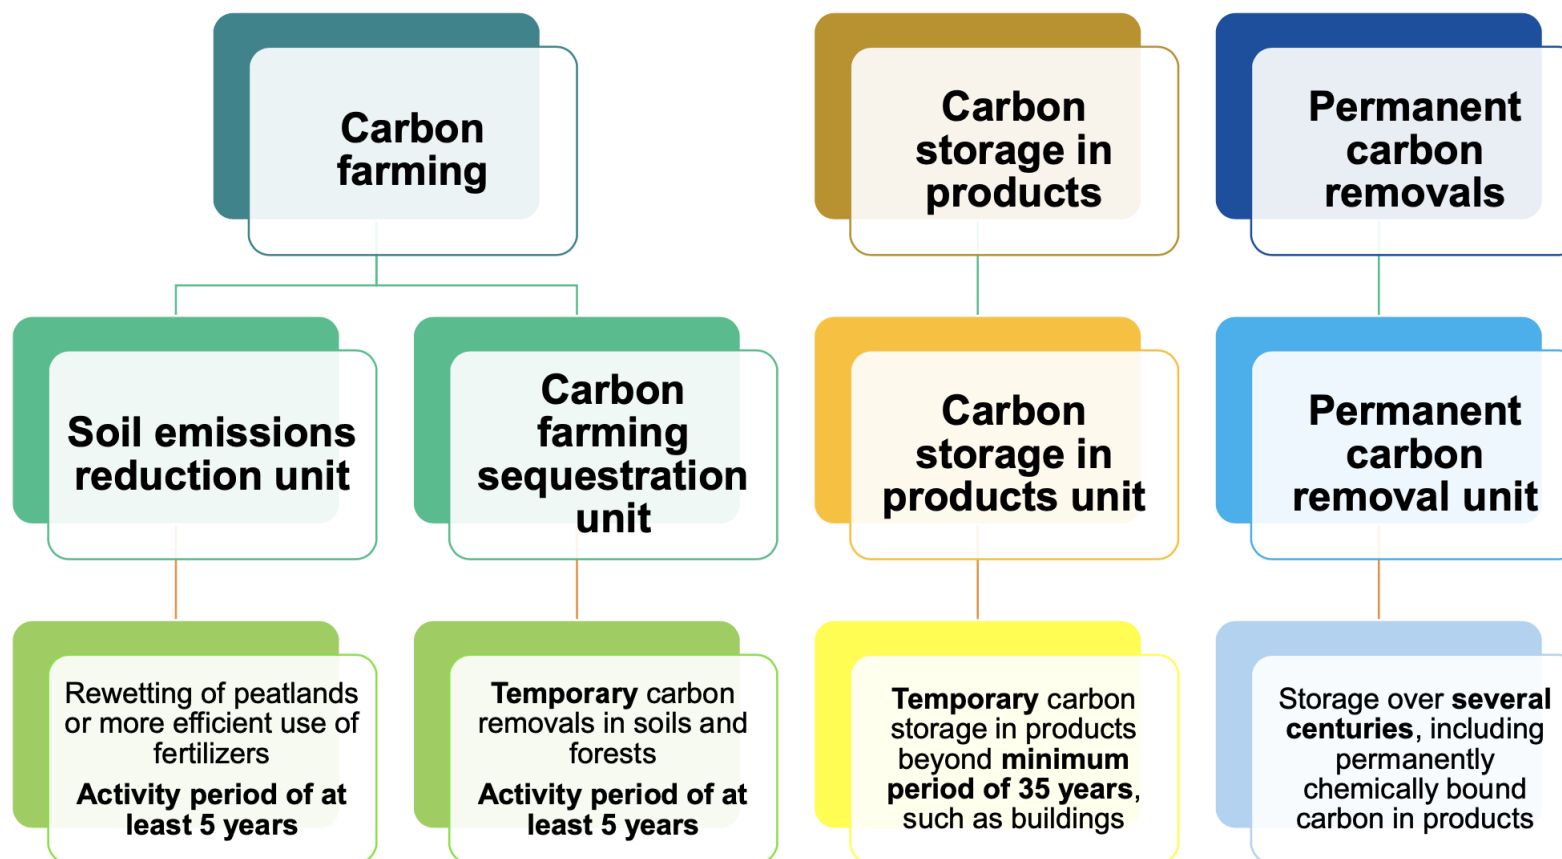 Carbon
farming
Carbon
storage in
products
Permanent
carbon
removals
Soil emissions
reduction unit
Carbon
farming
sequestration
unit
Carbon
storage in
products unit
Permanent
carbon
removal unit
Rewetting of peatlands
or more efficient use of
fertilizers
Activity period of at
least 5 years
Temporary carbon
removals in soils and
forests
Activity period of at
least 5 years
Temporary carbon
storage in products
beyond minimum
period of 35 years,
such as buildings
Storage over several
centuries, including
permanently
chemically bound
carbon in products